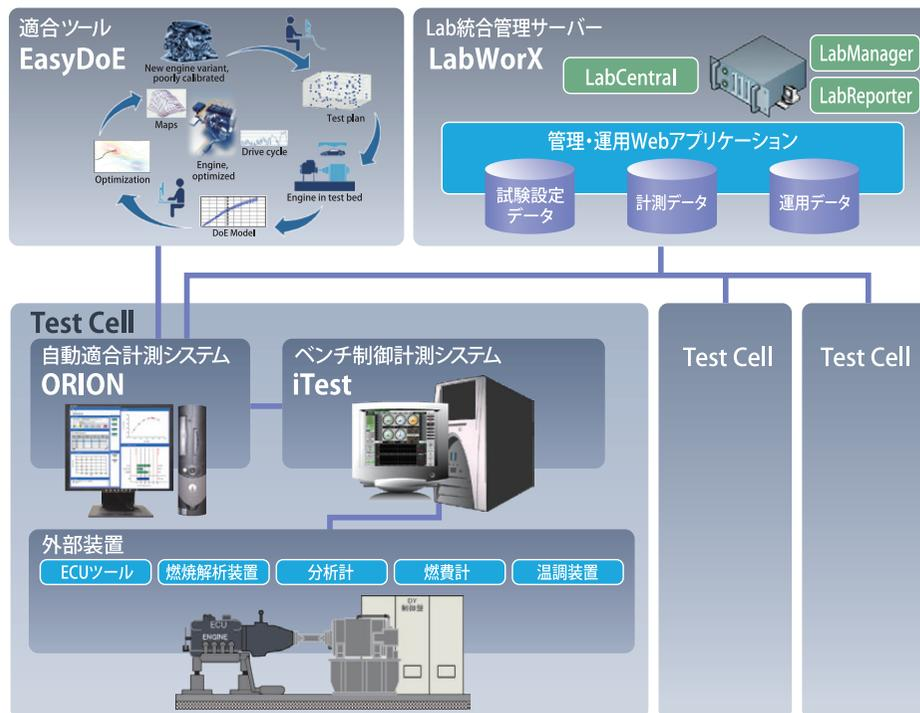 適合ツール
EasyDoE
New engine variant,
poorly calibrated
Test plan
Maps
Drive cycle
Engine,
optimized
Optimization
Engine in test bed
DoE Model
Lab統合管理サーバー
LabWorX
LabCentral
LabManager
LabReporter
管理・運用Webアプリケーション
試験設定
データ
計測データ
運用データ
Test Cell
自動適合計測システム
ORION
ベンチ制御計測システム
iTest
外部装置
ECUツール
燃焼解析装置
分析計
燃費計
温調装置
ECU
ENGINE
DY
制御盤
Test Cell
Test Cell